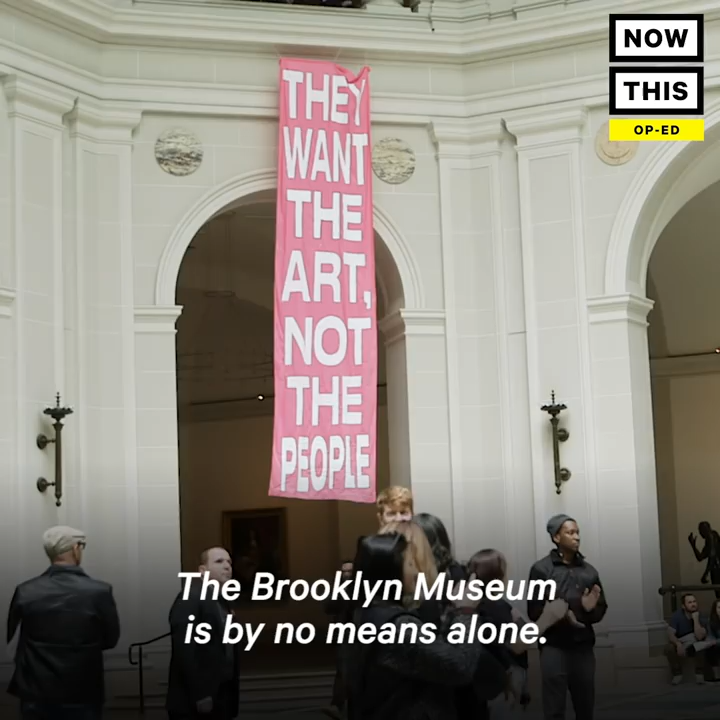 NOW
THIS
OP-ED
THEY
WANT
THE
ART,
NOT
THE
PEOPLE
The Brooklyn Museum
is by no means alone.